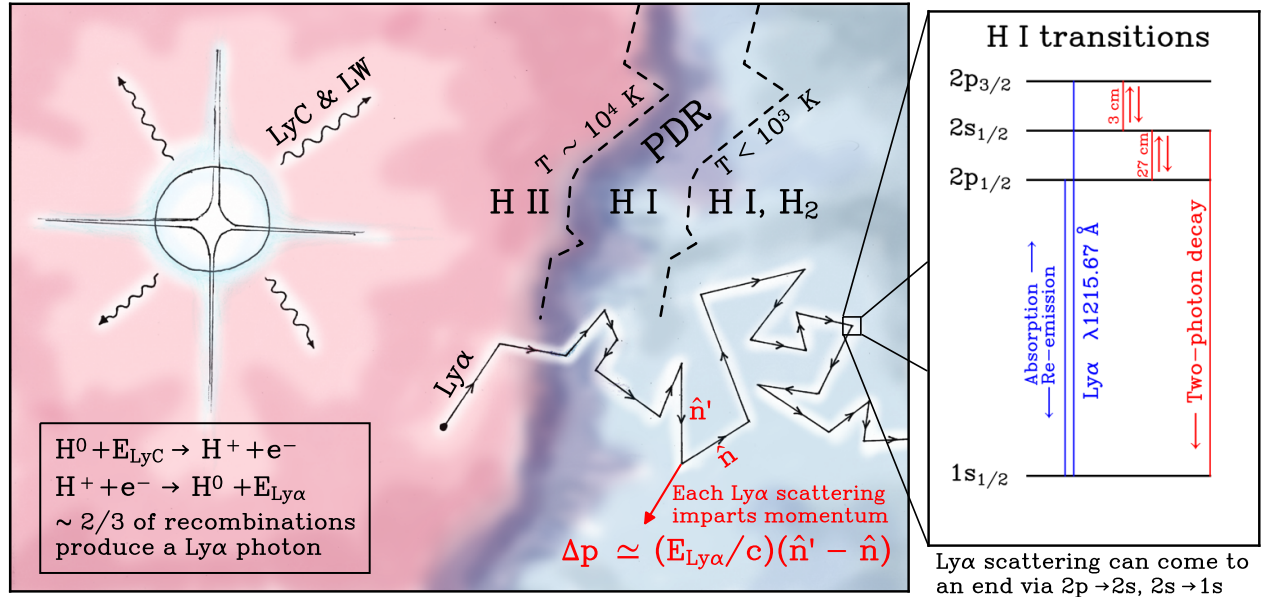 LyC & LW
T ~ 10⁴ K
PDR
T < 10³ K
H II
H I
H I, H₂
Lyα
n̂'
n̂
Each Lyα scattering
imparts momentum
Δp ≃ (E_Lyα/c)(n̂' − n̂)
H⁰+E_LyC → H⁺+e⁻
H⁺+e⁻ → H⁰ +E_Lyα
~ 2/3 of recombinations
produce a Lyα photon
H I transitions
2p₃/₂
3 cm
2s₁/₂
27 cm
2p₁/₂
Absorption →
← Re-emission
Lyα λ1215.67 Å
← Two-photon decay
1s₁/₂
Lyα scattering can come to
an end via 2p→2s, 2s→1s